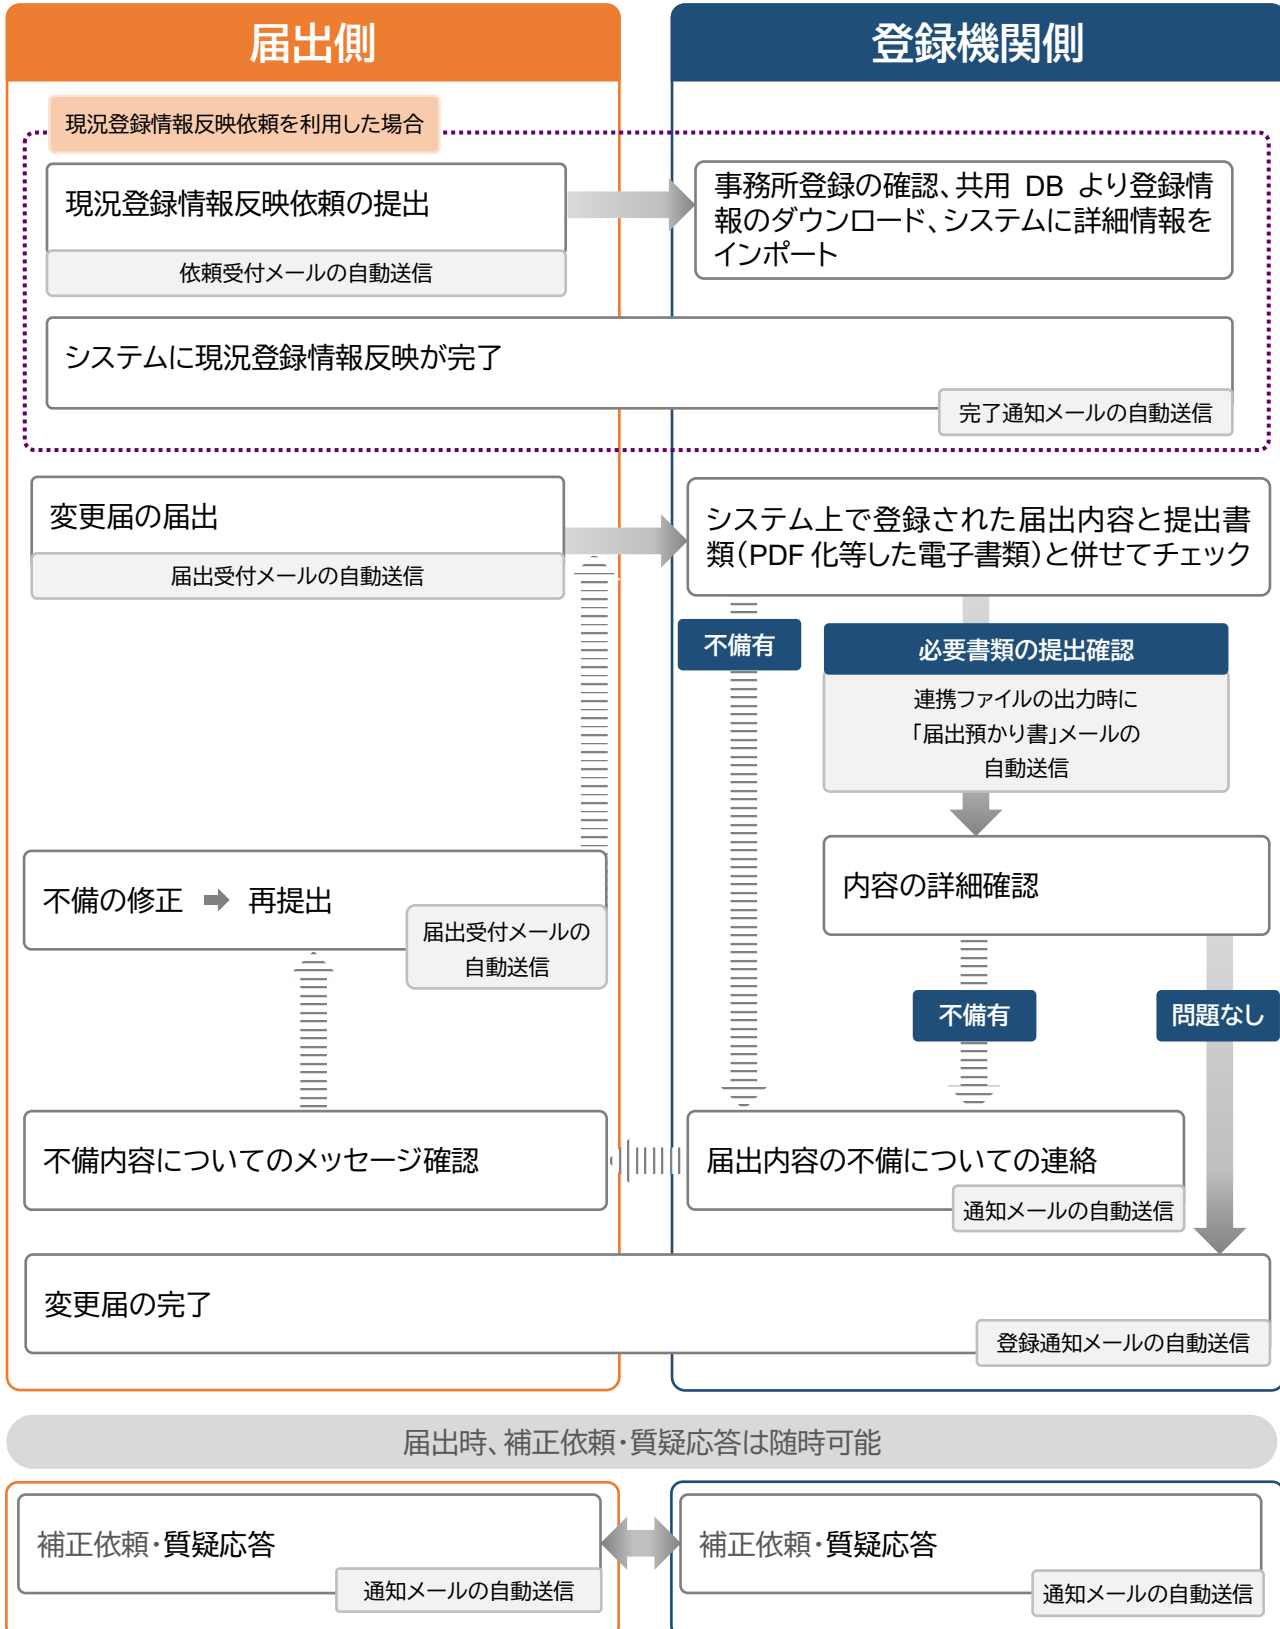 届出側
登録機関側
現況登録情報反映依頼を利用した場合
現況登録情報反映依頼の提出
依頼受付メールの自動送信
事務所登録の確認、共用 DB より登録情
報のダウンロード、システムに詳細情報を
インポート
システムに現況登録情報反映が完了
完了通知メールの自動送信
変更届の届出
届出受付メールの自動送信
システム上で登録された届出内容と提出書
類（PDF 化等した電子書類）と併せてチェック
不備有
必要書類の提出確認
連携ファイルの出力時に
「届出預かり書」メールの
自動送信
不備の修正 ➡ 再提出
届出受付メールの
自動送信
内容の詳細確認
不備有
問題なし
不備内容についてのメッセージ確認
届出内容の不備についての連絡
通知メールの自動送信
変更届の完了
登録通知メールの自動送信
届出時、補正依頼・質疑応答は随時可能
補正依頼・質疑応答
通知メールの自動送信
補正依頼・質疑応答
通知メールの自動送信